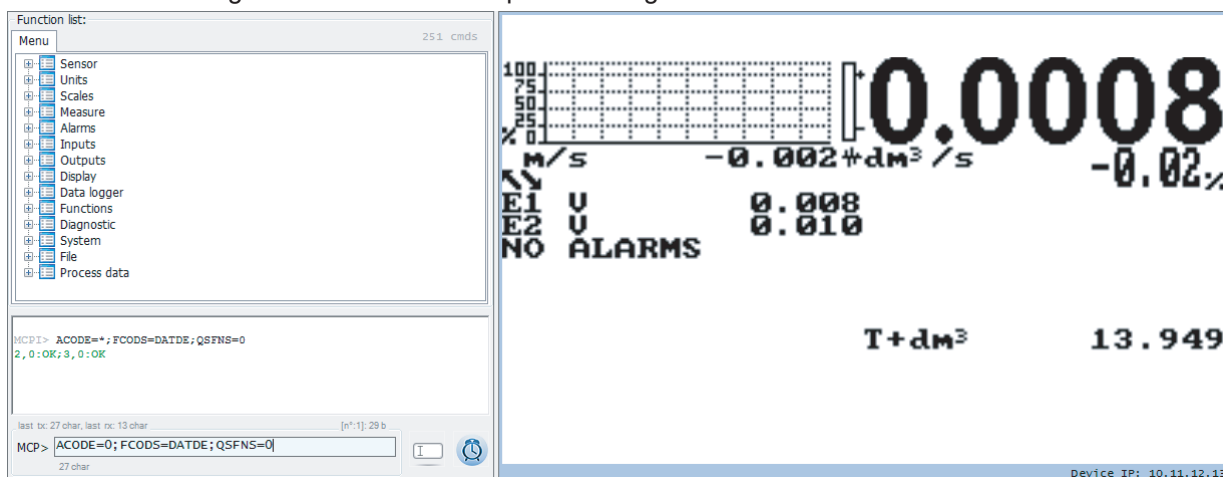 Function list:
Menu
251 cmds
Sensor
Units
Scales
Measure
Alarms
Inputs
Outputs
Display
Data logger
Functions
Diagnostic
System
File
Process data
MCPI> ACODE=*;FCODS=DATDE;QSFNS=0
2,0:OK;3,0:OK
last tx: 27 char, last rx: 13 char
[n°:1]: 29 b
MCP> ACODE=0;FCODS=DATDE;QSFNS=0
27 char
100
75
50
25
% 0
+
-
0.0008
m/s -0.002*dm³/s
-0.02%
E1 V 0.008
E2 V 0.010
NO ALARMS
T+dm³ 13.949
Device IP: 10.11.12.13